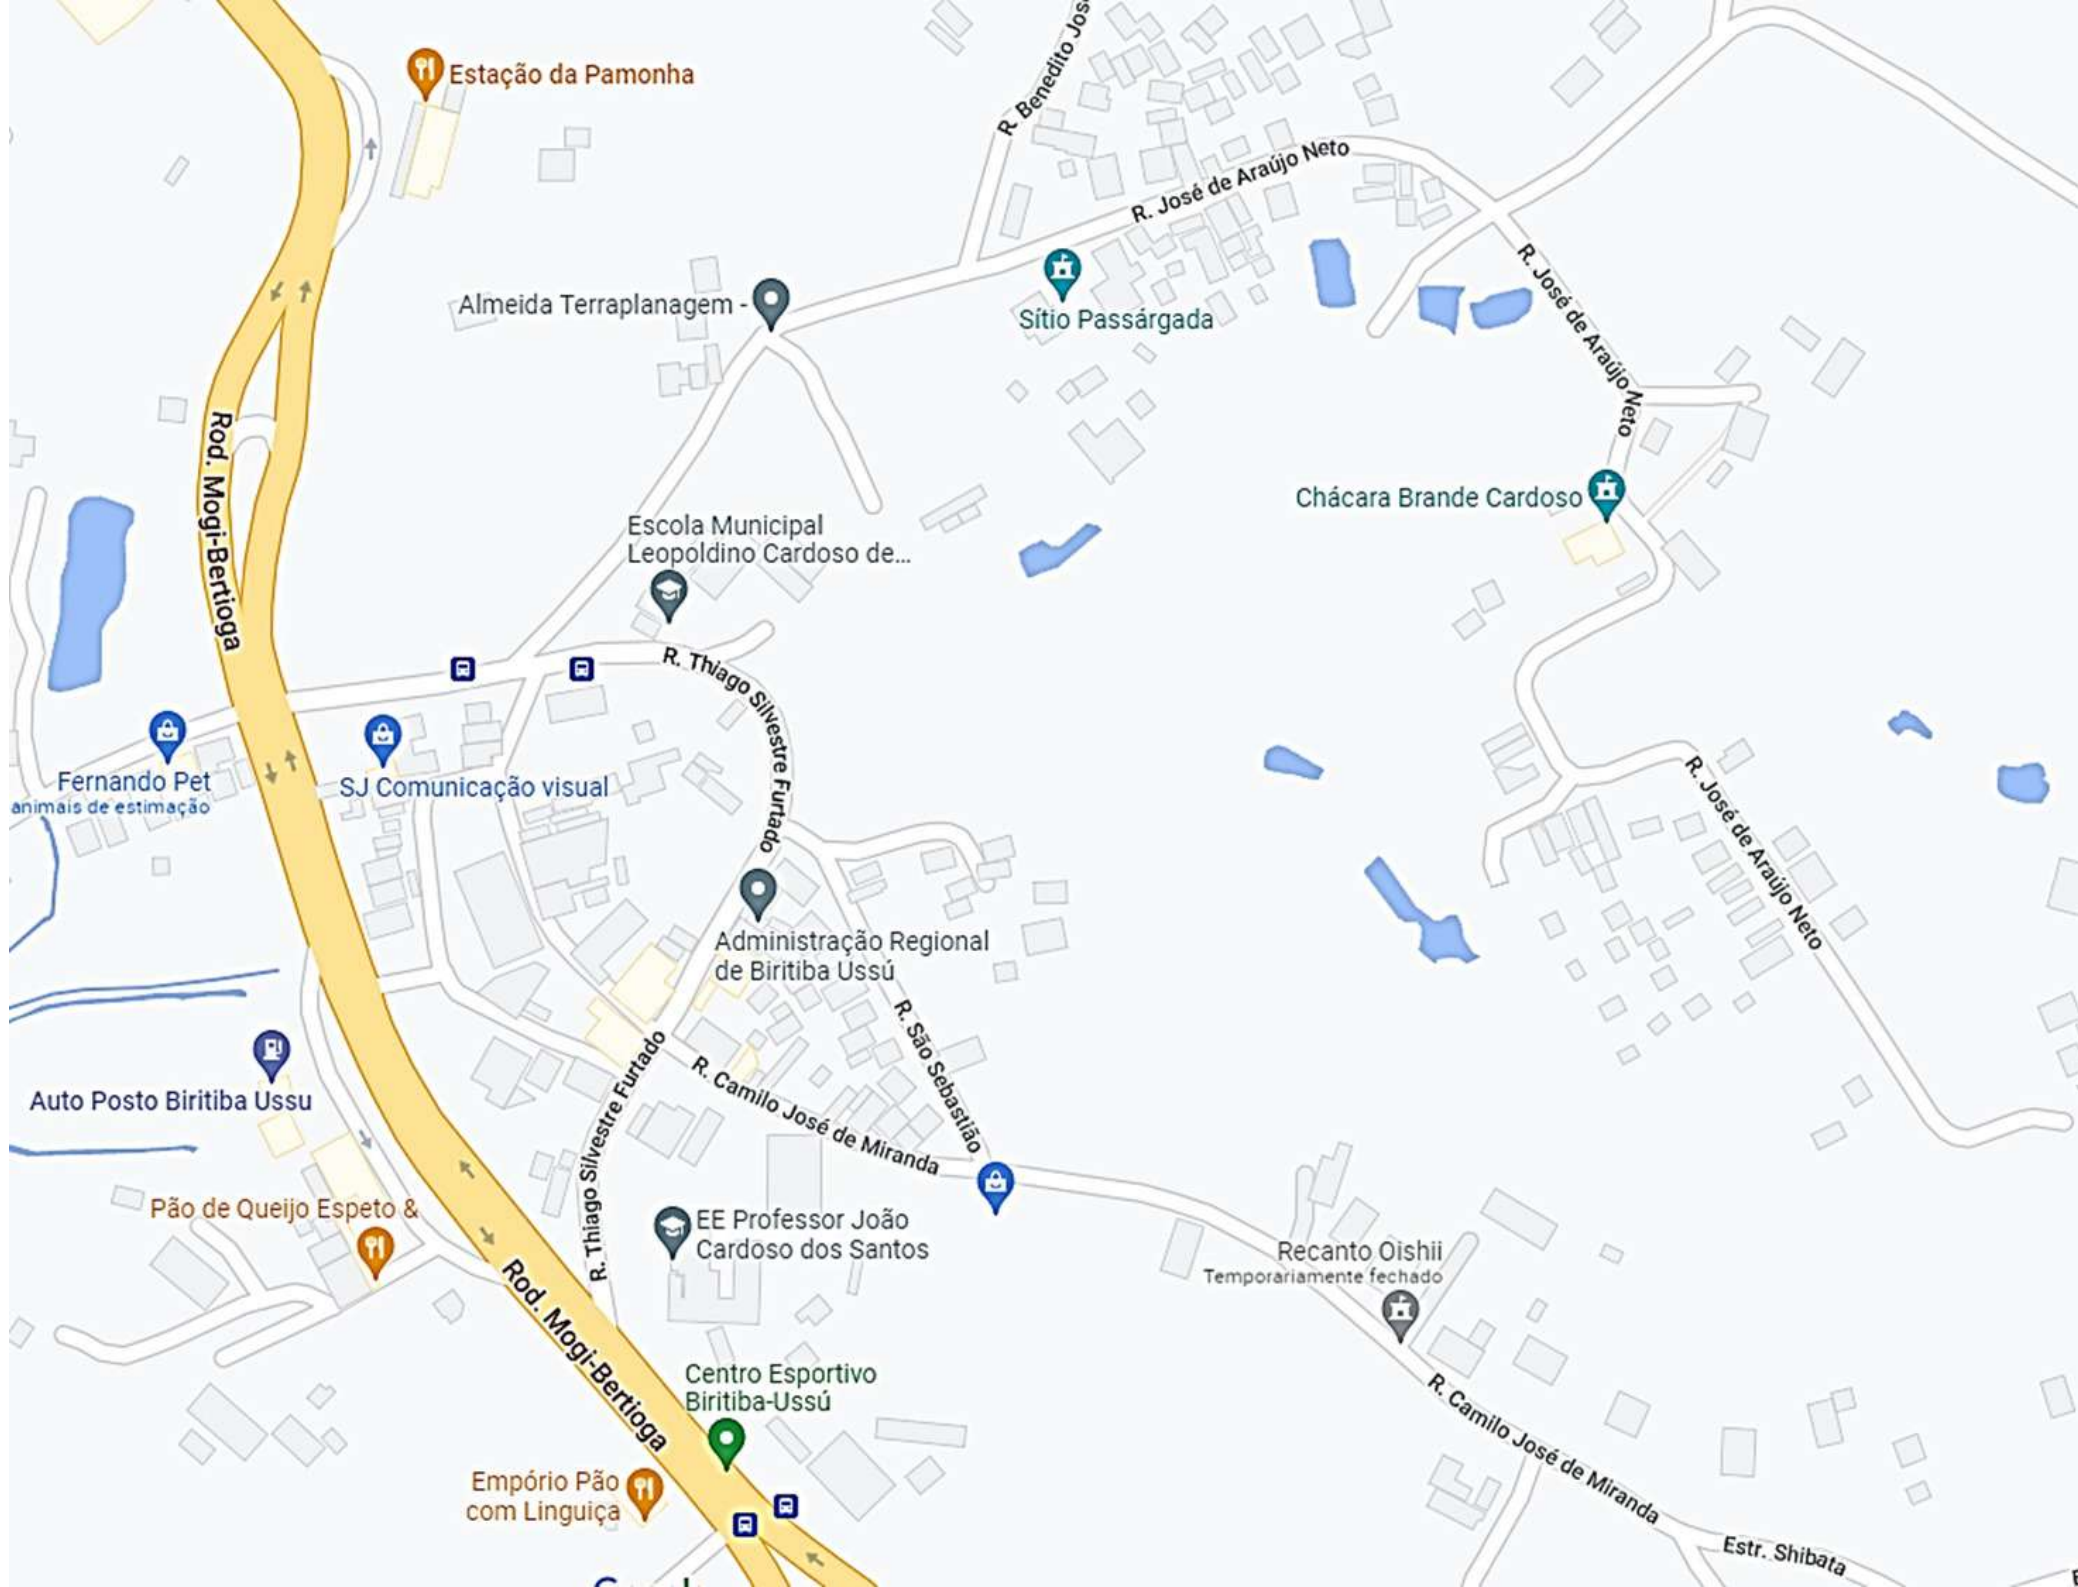 R. Benedito José
Estação da Pamonha
R. José de Araújo Neto
R. José de Araújo Neto
Almeida Terraplanagem -
Sítio Passárgada
Rod. Mogi-Bertioga
Chácara Brande Cardoso
Escola Municipal
Leopoldino Cardoso de...
R. Thiago Silvestre Furtado
Fernando Pet
animais de estimação
SJ Comunicação visual
R. José de Araújo Neto
Administração Regional
de Biritiba Ussú
R. São Sebastião
Auto Posto Biritiba Ussu
R. Thiago Silvestre Furtado
R. Camilo José de Miranda
Pão de Queijo Espeto &
EE Professor João
Cardoso dos Santos
Recanto Oishii
Temporariamente fechado
Rod. Mogi-Bertioga
Centro Esportivo
Biritiba-Ussú
R. Camilo José de Miranda
Empório Pão
com Linguiça
Estr. Shibata